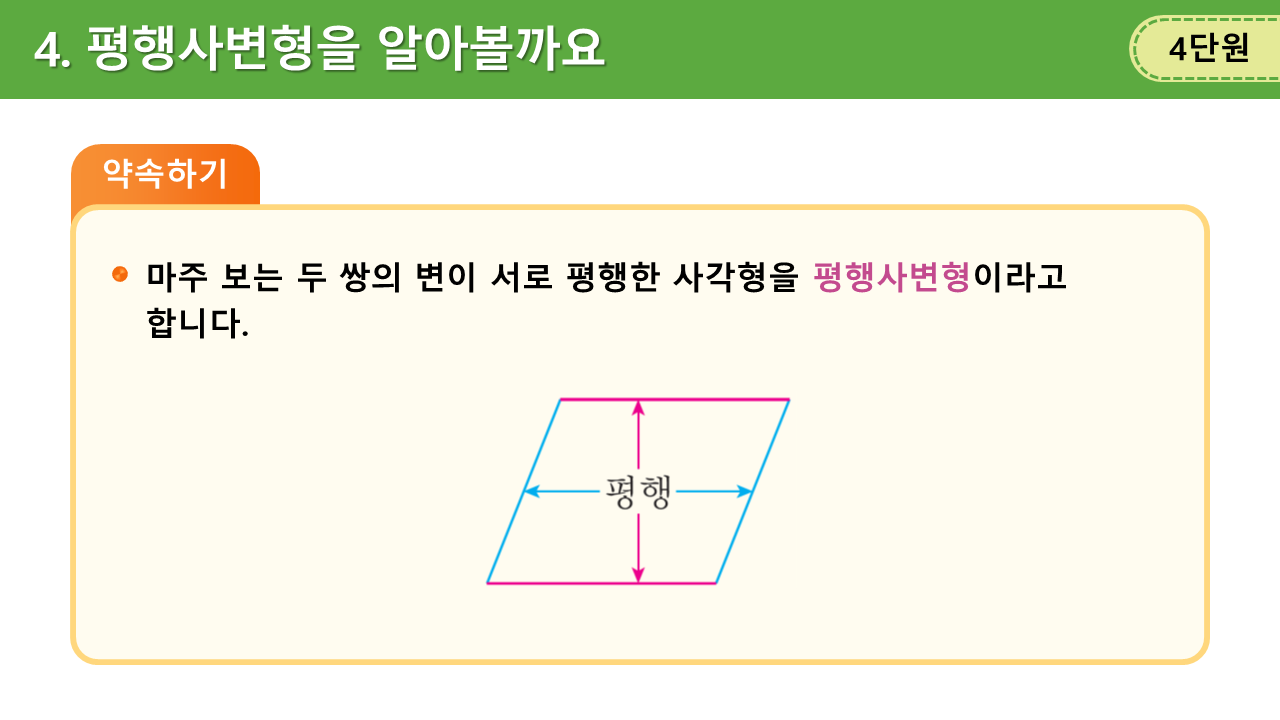 4. 평행사변형을 알아볼까요
4단원
약속하기
마주 보는 두 쌍의 변이 서로 평행한 사각형을 평행사변형이라고
합니다.
평행